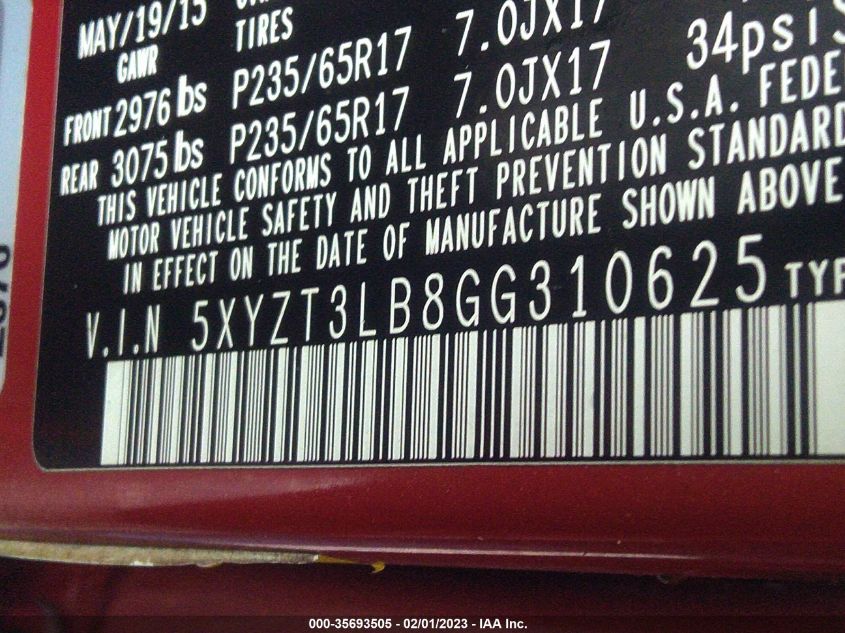 MAY/19/15
TIRES 7.0JX17
GAWR
FRONT 2976 lbs P235/65R17 7.0JX17 34psi
REAR 3075 lbs P235/65R17
THIS VEHICLE CONFORMS TO ALL APPLICABLE U.S.A. FEDE
MOTOR VEHICLE SAFETY AND THEFT PREVENTION STANDARD
IN EFFECT ON THE DATE OF MANUFACTURE SHOWN ABOVE
V.I.N 5XYZT3LB8GG310625 TYP
000-35693505 - 02/01/2023 - IAA Inc.